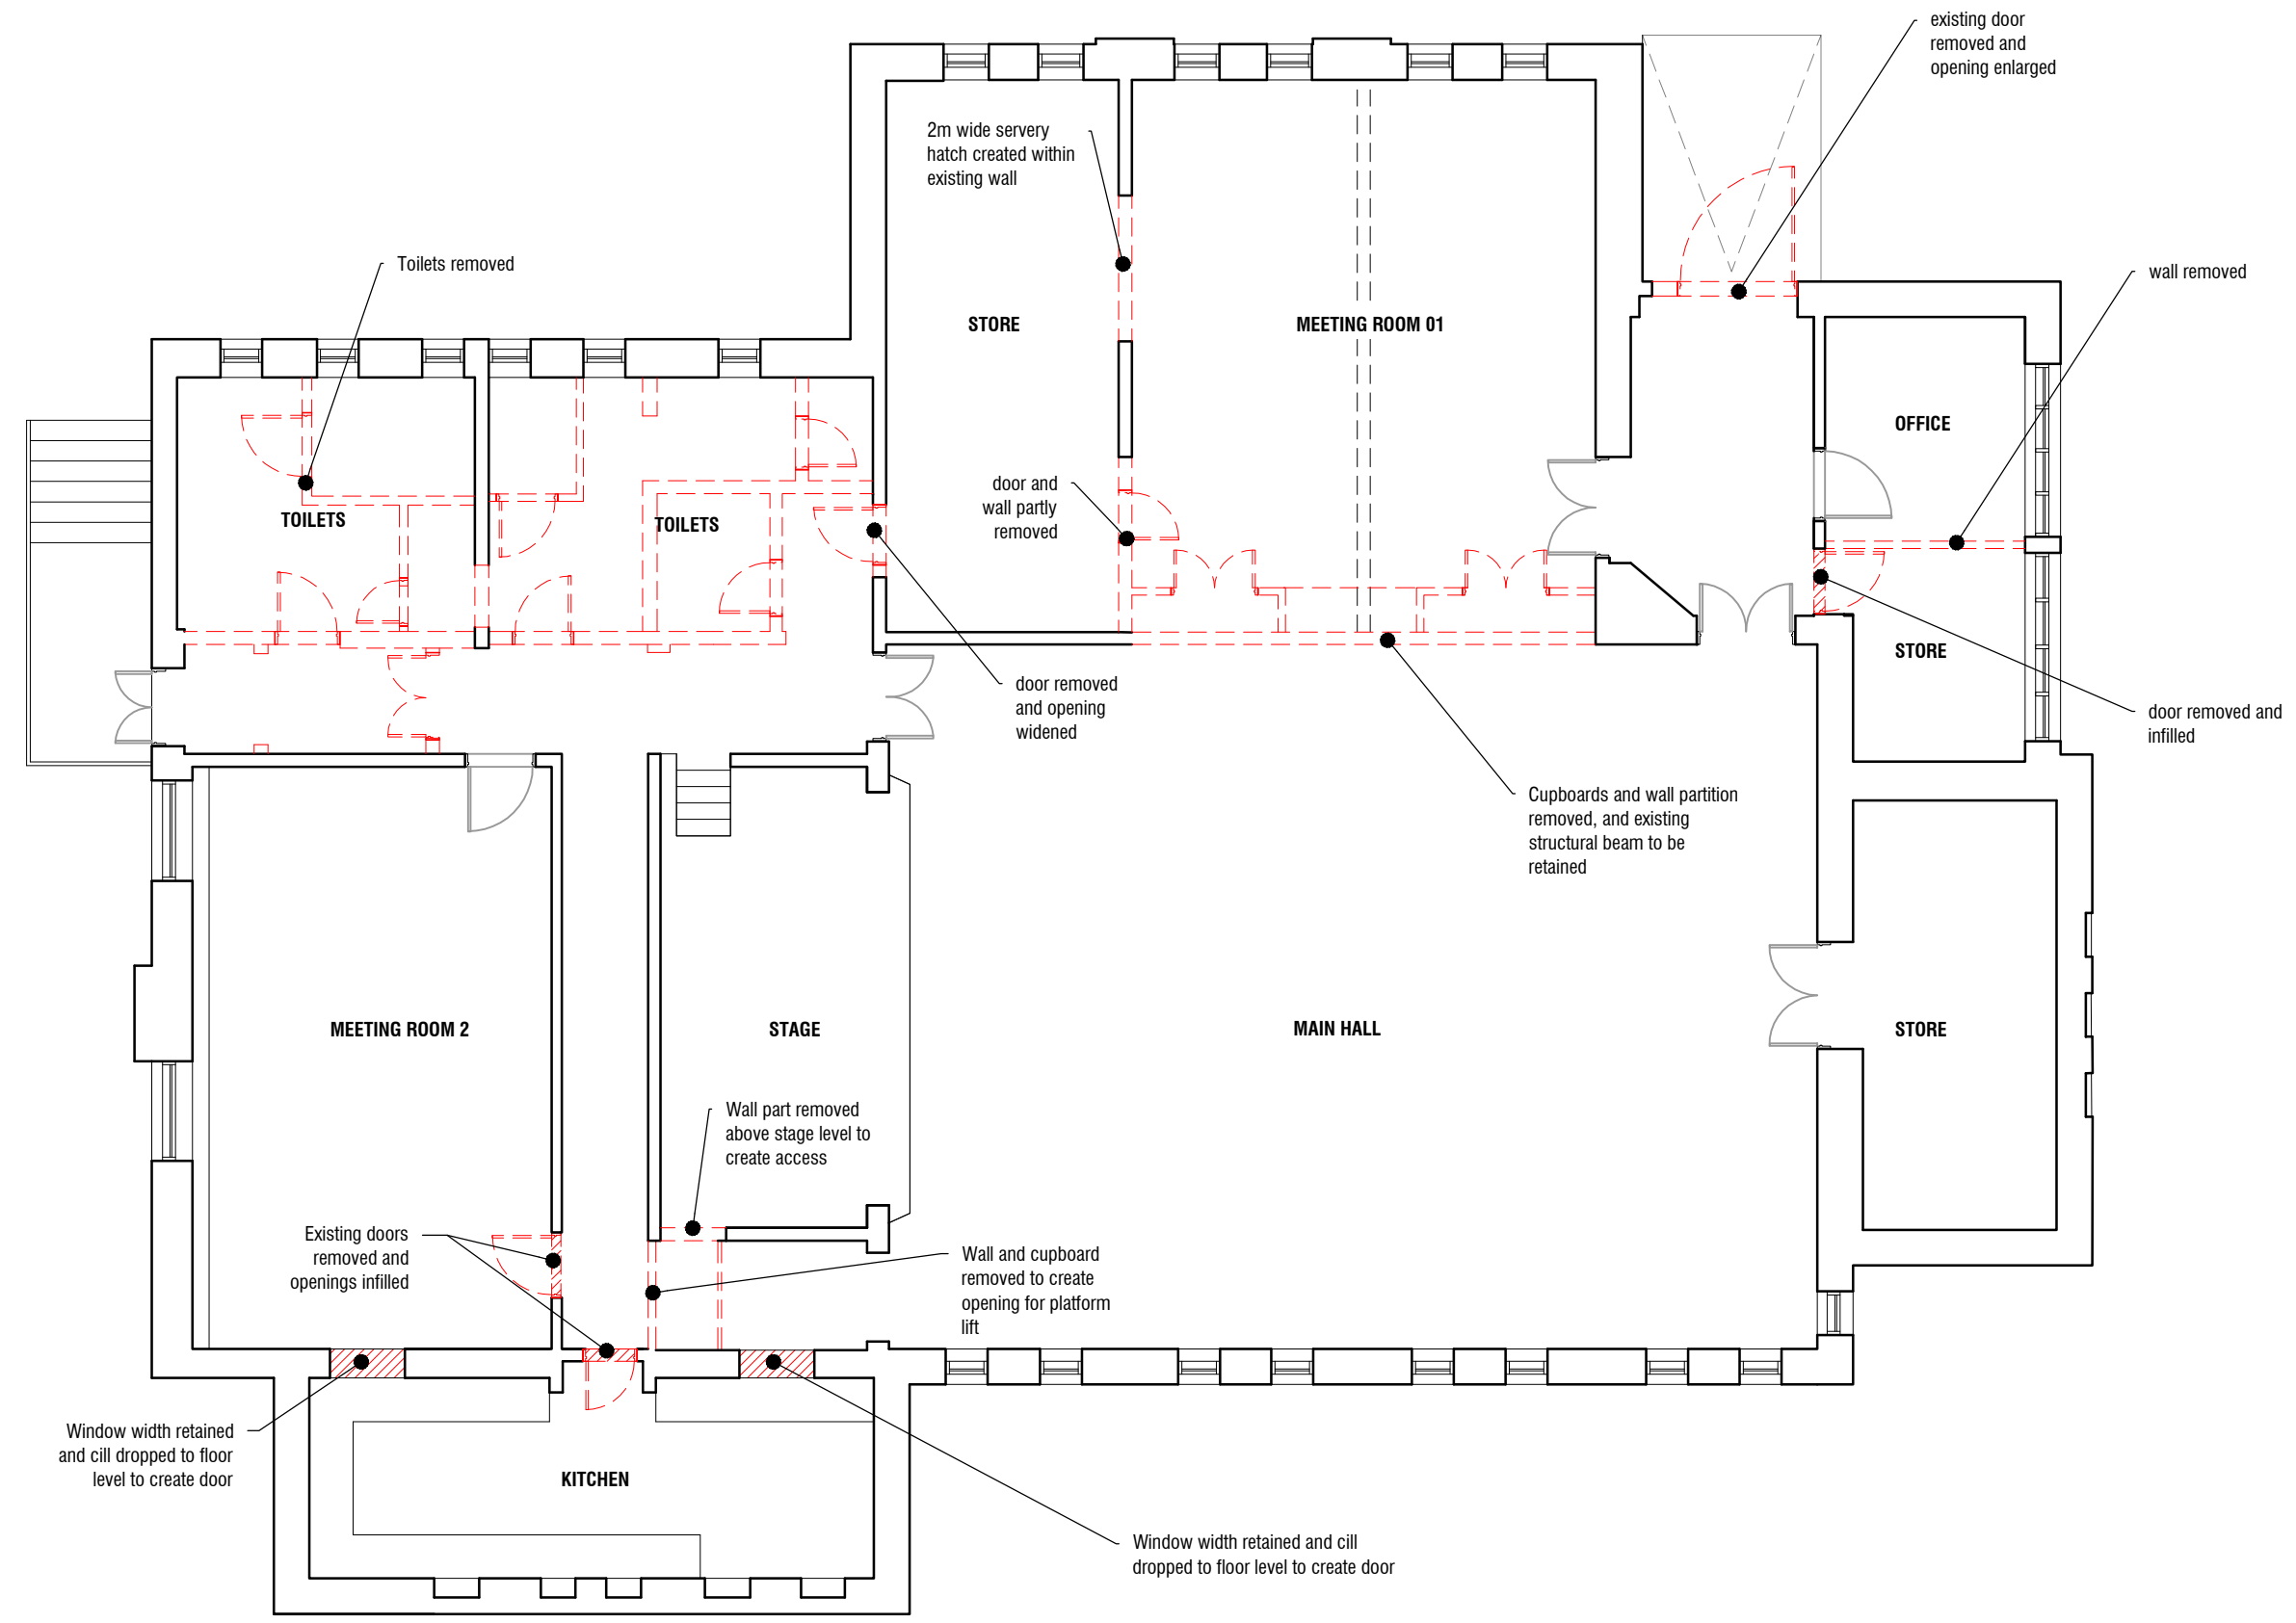 existing door
removed and
opening enlarged
2m wide servery
hatch created within
existing wall
Toilets removed
wall removed
STORE
MEETING ROOM 01
OFFICE
door and
wall partly
removed
TOILETS
TOILETS
STORE
door removed
and opening
widened
door removed and
infilled
Cupboards and wall partition
removed, and existing
structural beam to be
retained
MEETING ROOM 2
STAGE
MAIN HALL
STORE
Wall part removed
above stage level to
create access
Existing doors
removed and
openings infilled
Wall and cupboard
removed to create
opening for platform
lift
Window width retained
and cill dropped to floor
level to create door
KITCHEN
Window width retained and cill
dropped to floor level to create door